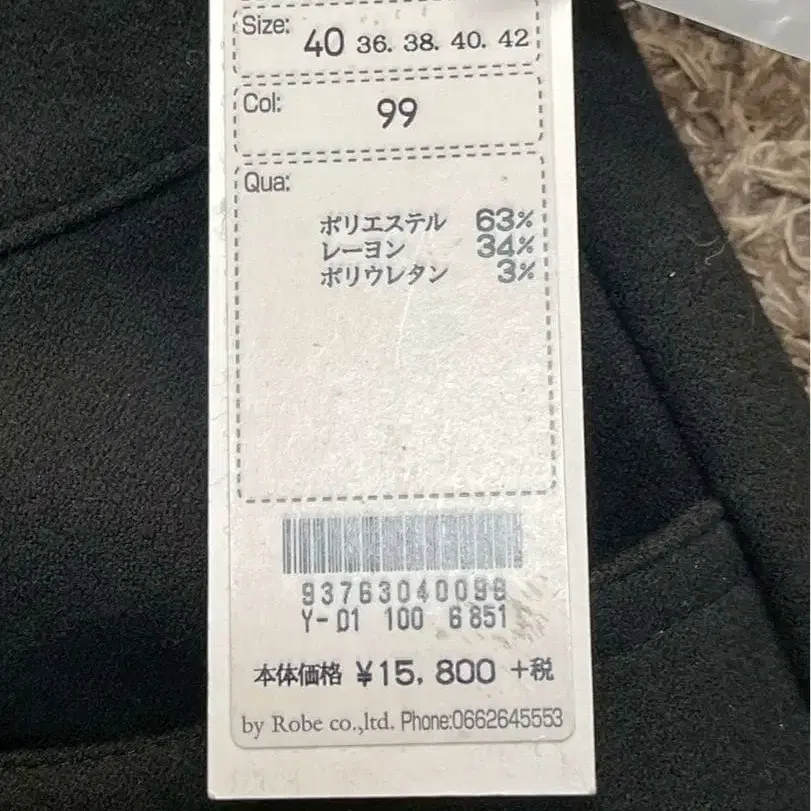 Size: 40 36. 38. 40. 42
Col: 99
Qua:
ポリエステル 63%
レーヨン 34%
ポリウレタン 3%
93763040099
Y-01 100 6851
本体価格 ¥15,800 +税
by Robe co.,ltd. Phone:0662645553